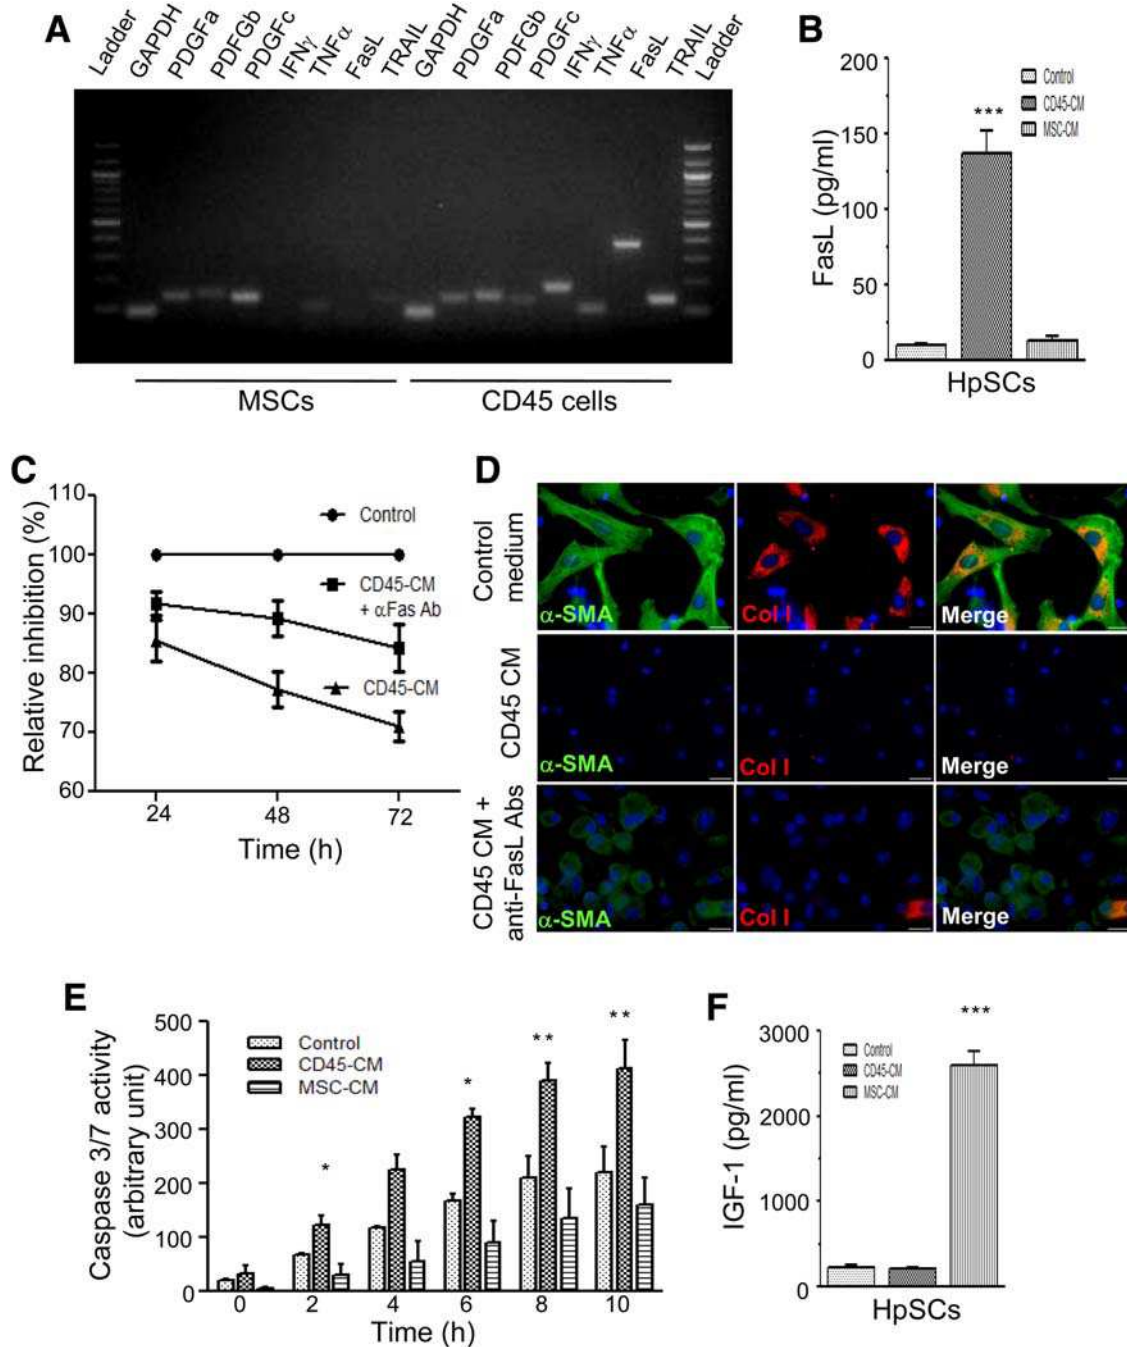 A
Ladder
GAPDH
PDGFa
PDFGb
PDGFc
IFNγ
TNFα
FasL
TRAIL
GAPDH
PDGFa
PDFGb
PDGFc
IFNγ
TNFα
FasL
TRAIL
Ladder
MSCs
CD45 cells
B
FasL (pg/ml)
200
150
100
50
0
***
Control
CD45-CM
MSC-CM
HpSCs
C
Relative inhibition (%)
110
100
90
80
70
60
Control
CD45-CM
+ αFas Ab
CD45-CM
24
48
72
Time (h)
D
Control
medium
α-SMA
Col I
Merge
CD45 CM
α-SMA
Col I
Merge
CD45 CM +
anti-FasL Abs
α-SMA
Col I
Merge
E
Caspase 3/7 activity
(arbitrary unit)
500
400
300
200
100
0
Control
CD45-CM
MSC-CM
*
*
**
**
0
2
4
6
8
10
Time (h)
F
IGF-1 (pg/ml)
3000
2000
1000
0
***
Control
CD45-CM
MSC-CM
HpSCs